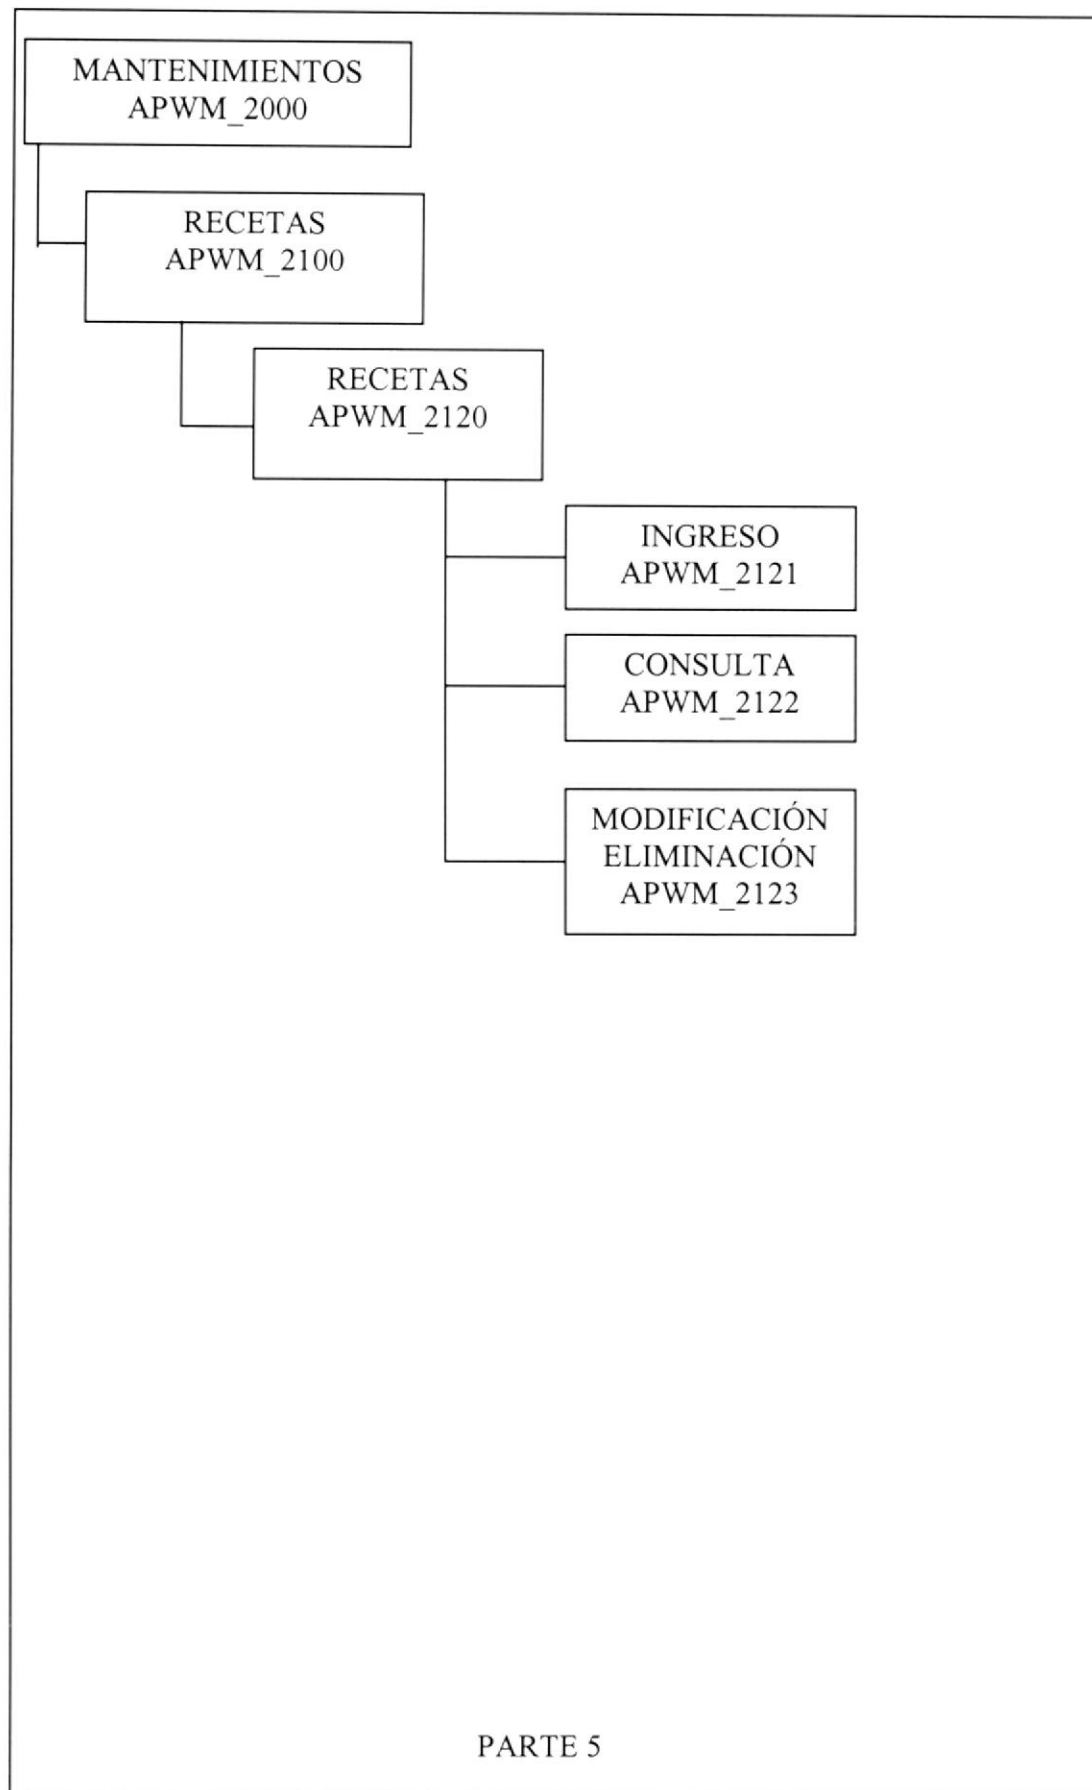 MANTENIMIENTOS
APWM_2000
RECETAS
APWM_2100
RECETAS
APWM_2120
INGRESO
APWM_2121
CONSULTA
APWM_2122
MODIFICACIÓN
ELIMINACIÓN
APWM_2123
PARTE 5